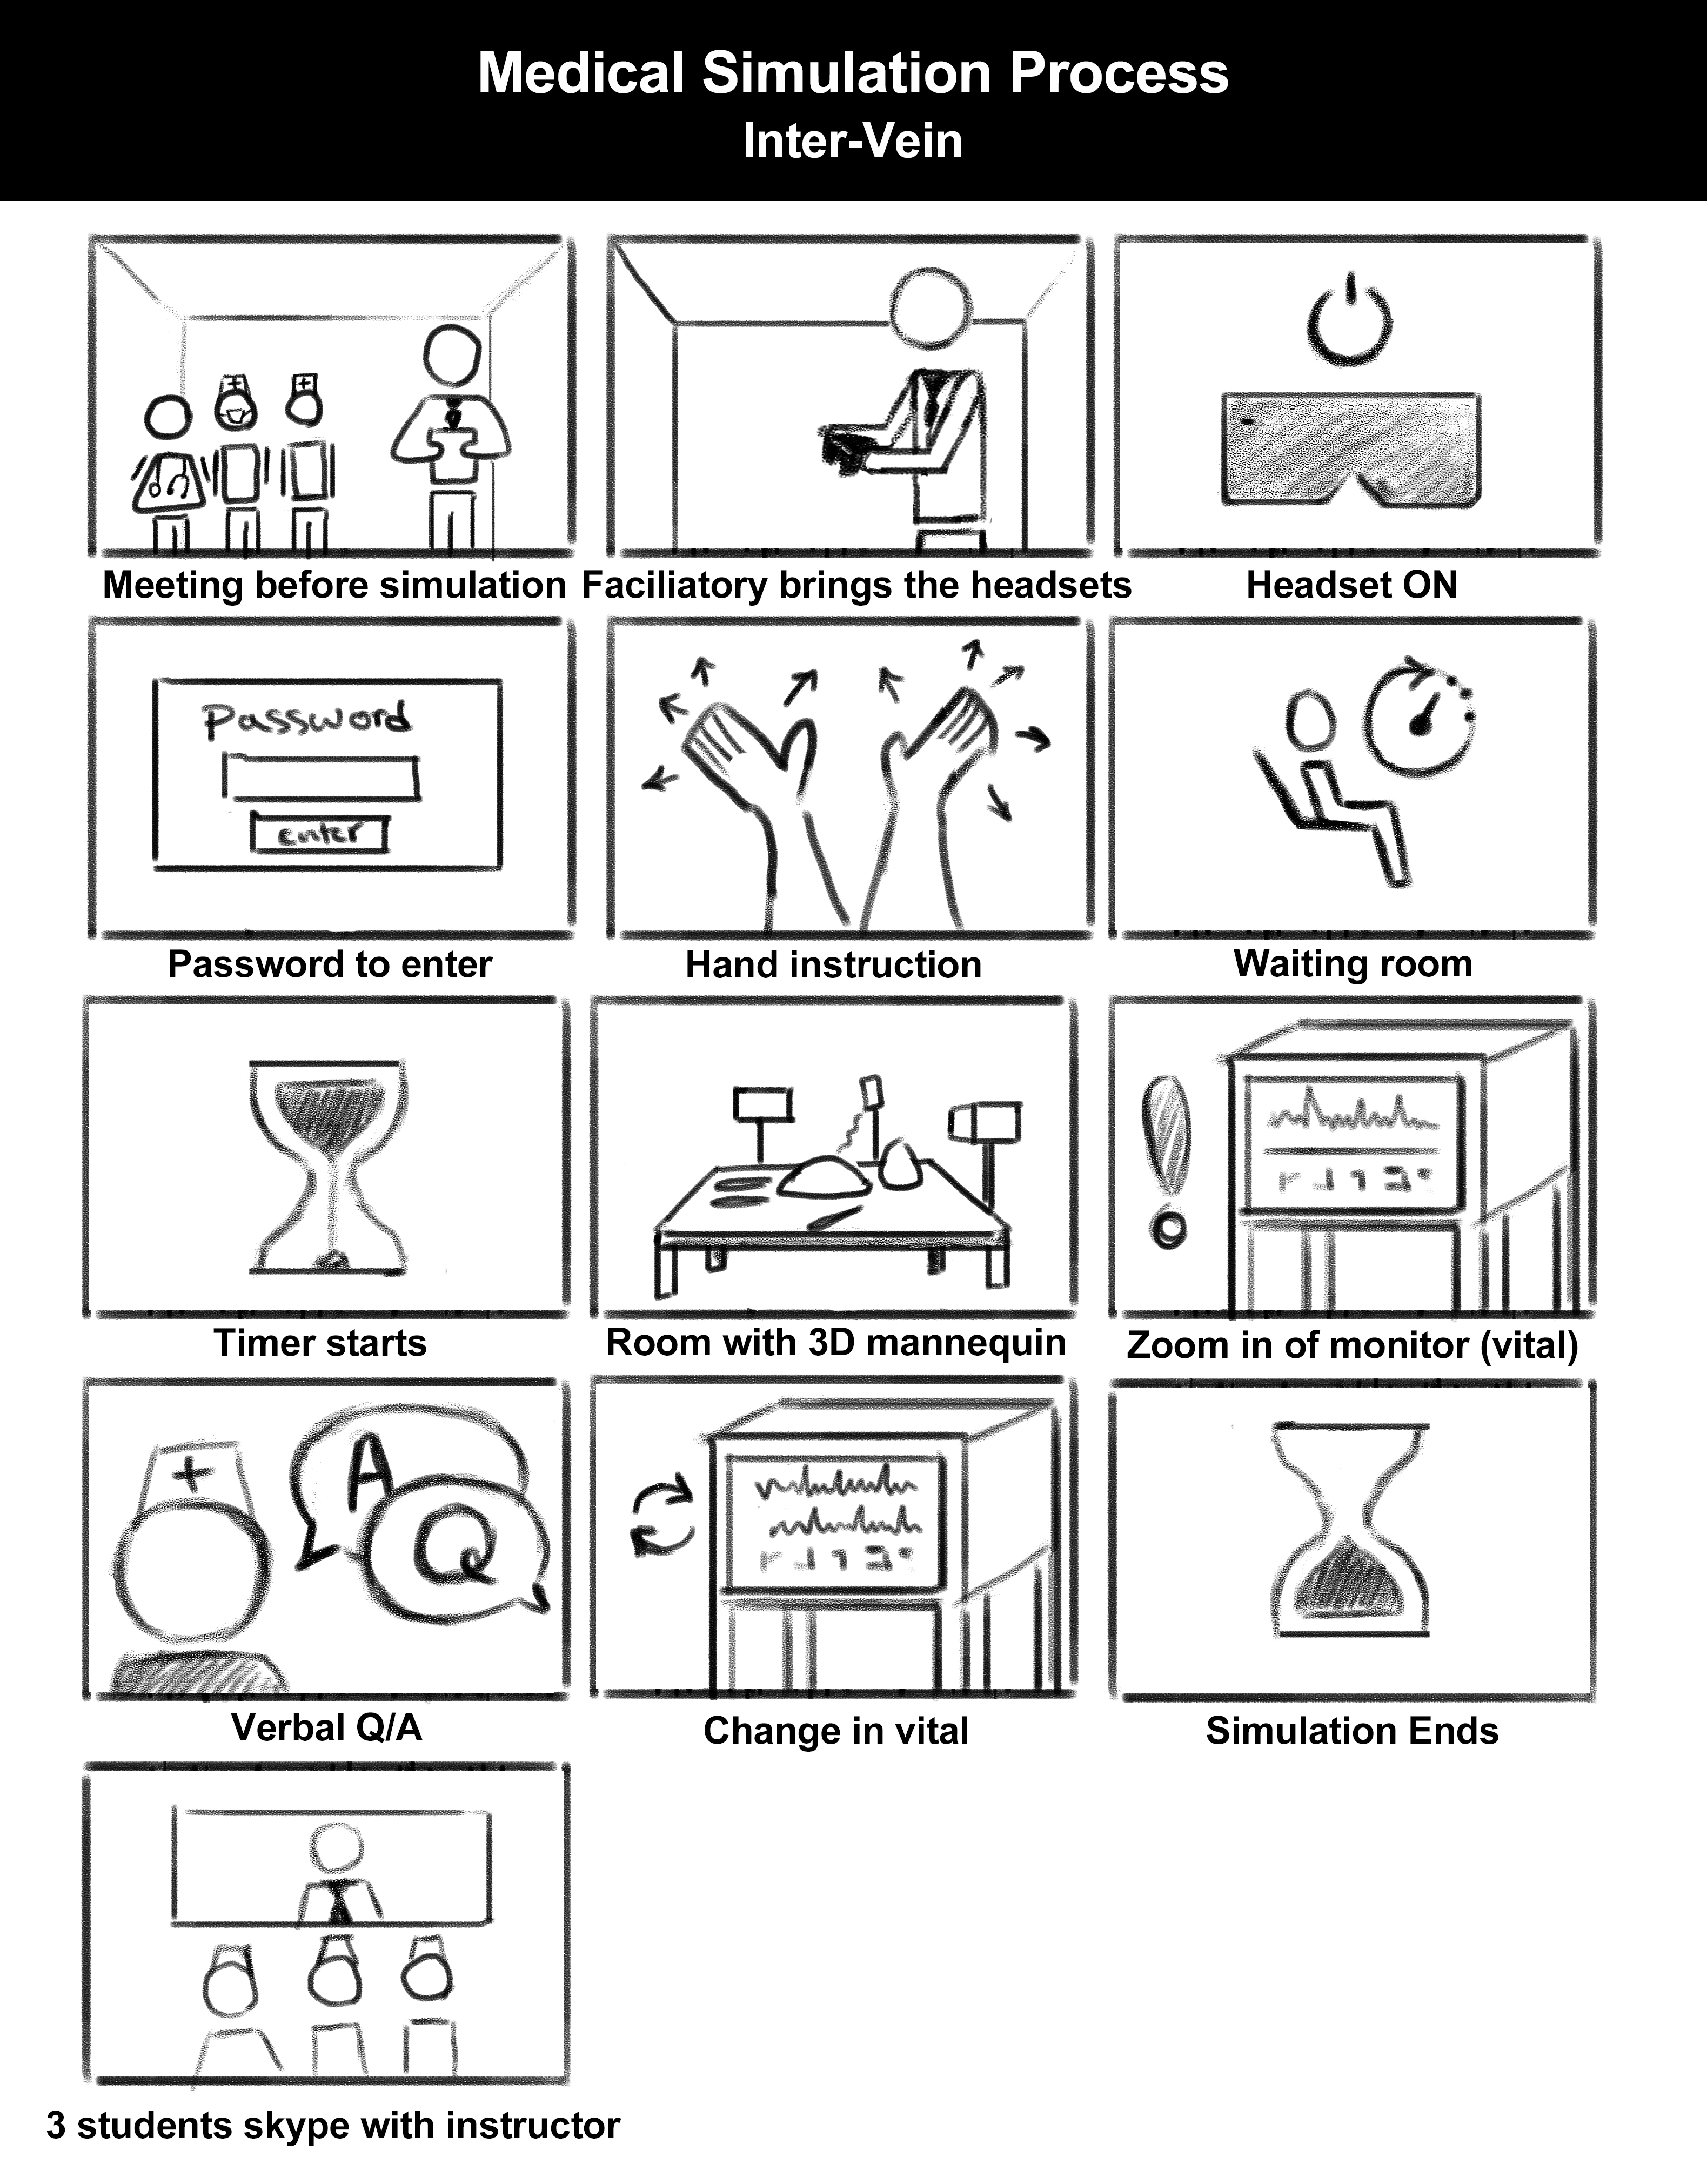 Medical Simulation Process
Inter-Vein
Meeting before simulation
Faciliatory brings the headsets
Headset ON
Password
enter
Password to enter
Hand instruction
Waiting room
Timer starts
Room with 3D mannequin
Zoom in of monitor (vital)
A
Q
Verbal Q/A
Change in vital
Simulation Ends
3 students skype with instructor